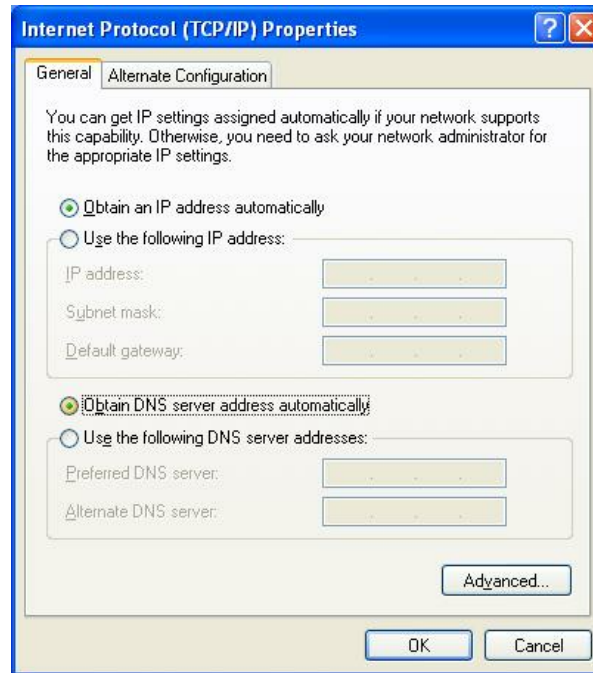 Internet Protocol (TCP/IP) Properties
General Alternate Configuration
You can get IP settings assigned automatically if your network supports
this capability. Otherwise, you need to ask your network administrator for
the appropriate IP settings.
Obtain an IP address automatically
Use the following IP address:
IP address:
Subnet mask:
Default gateway:
Obtain DNS server address automatically
Use the following DNS server addresses:
Preferred DNS server:
Alternate DNS server:
Advanced...
OK Cancel